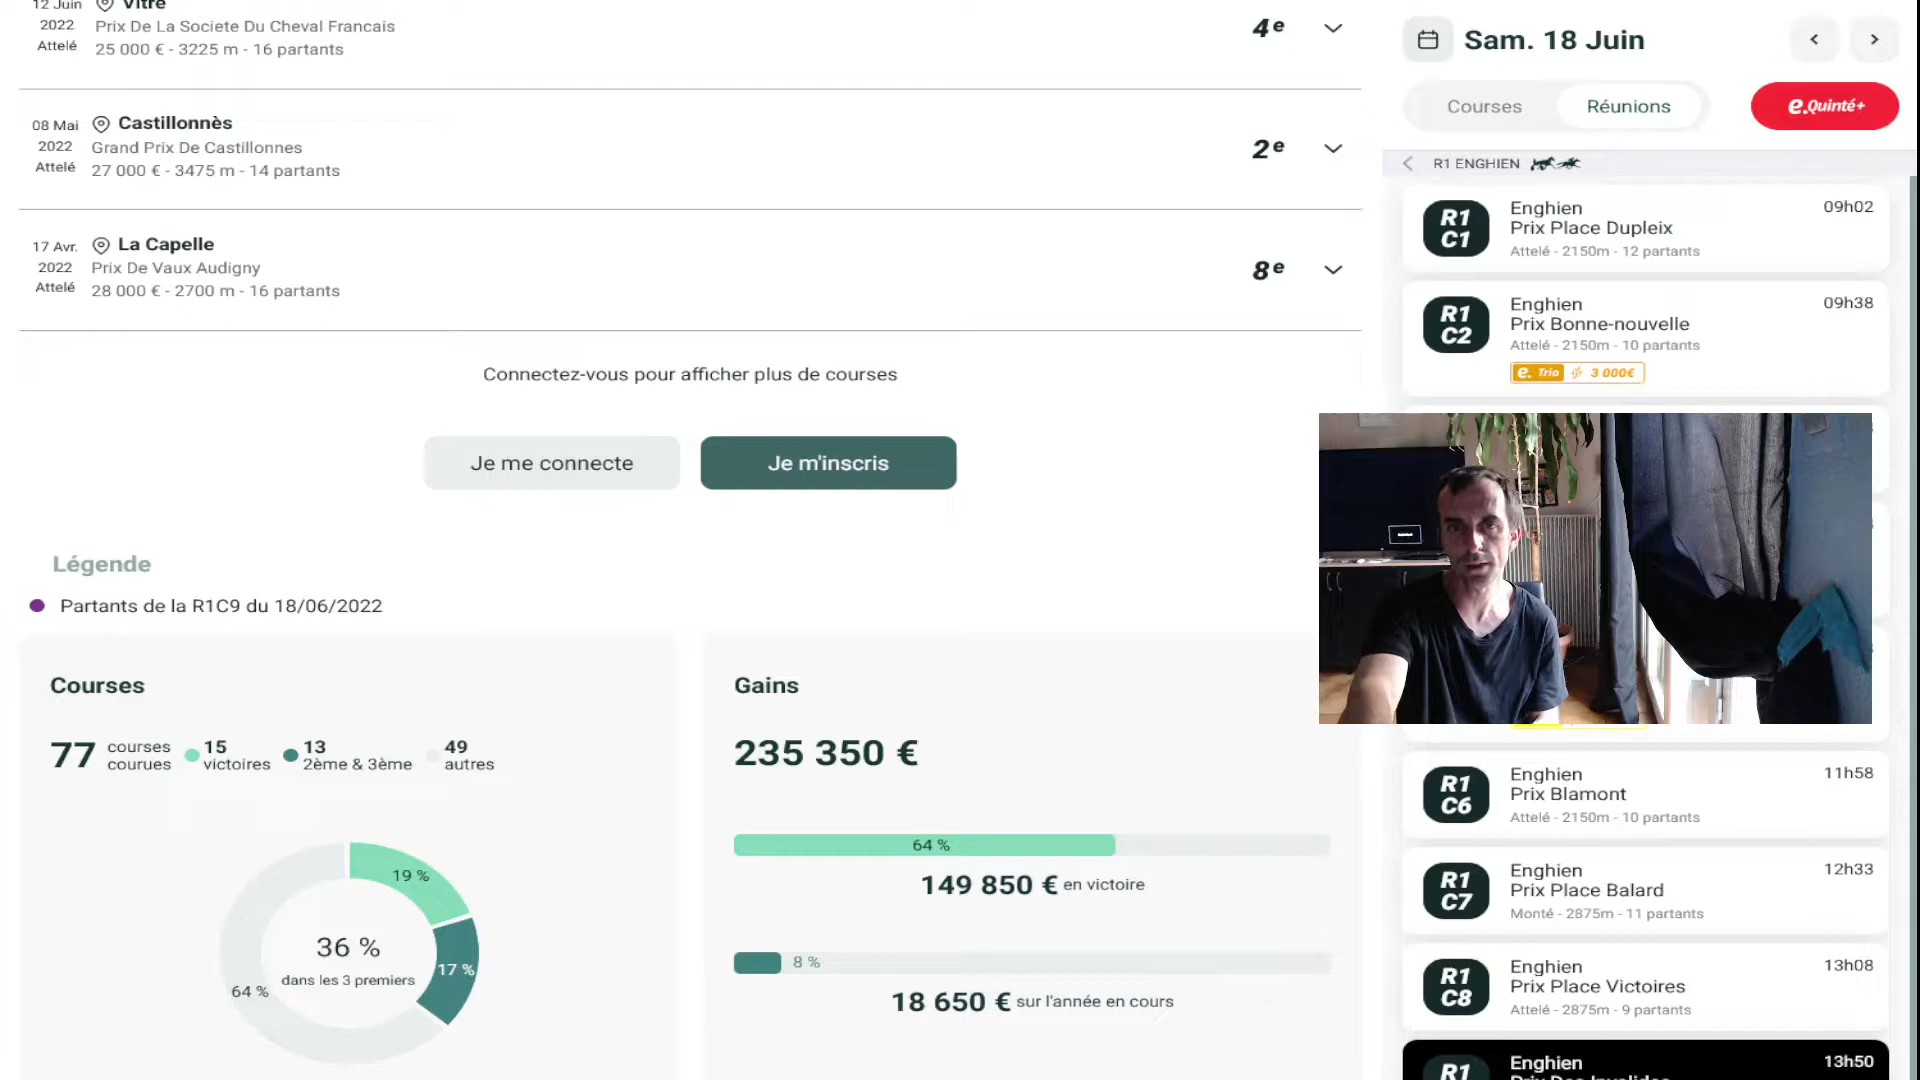 12 Juin
2022
Attelé
Vitré
Prix De La Societe Du Cheval Francais
25 000 € - 3225 m - 16 partants
4e
08 Mai
2022
Attelé
Castillonnès
Grand Prix De Castillonnes
27 000 € - 3475 m - 14 partants
2e
17 Avr.
2022
Attelé
La Capelle
Prix De Vaux Audigny
28 000 € - 2700 m - 16 partants
8e
Connectez-vous pour afficher plus de courses
Je me connecte
Je m'inscris
Légende
Partants de la R1C9 du 18/06/2022
Courses
77 courses courues
15 victoires
13 2ème & 3ème
49 autres
19 %
17 %
64 %
36 %
dans les 3 premiers
Gains
235 350 €
64 %
149 850 € en victoire
8 %
18 650 € sur l'année en cours
Sam. 18 Juin
Courses
Réunions
e.Quinté+
R1 ENGHIEN
R1 C1
Enghien
09h02
Prix Place Dupleix
Attelé - 2150m - 12 partants
R1 C2
Enghien
09h38
Prix Bonne-nouvelle
Attelé - 2150m - 10 partants
e. Trio 3 000€
R1 C6
Enghien
11h58
Prix Blamont
Attelé - 2150m - 10 partants
R1 C7
Enghien
12h33
Prix Place Balard
Monté - 2875m - 11 partants
R1 C8
Enghien
13h08
Prix Place Victoires
Attelé - 2875m - 9 partants
R1
Enghien
13h50
Prix Des Invalides